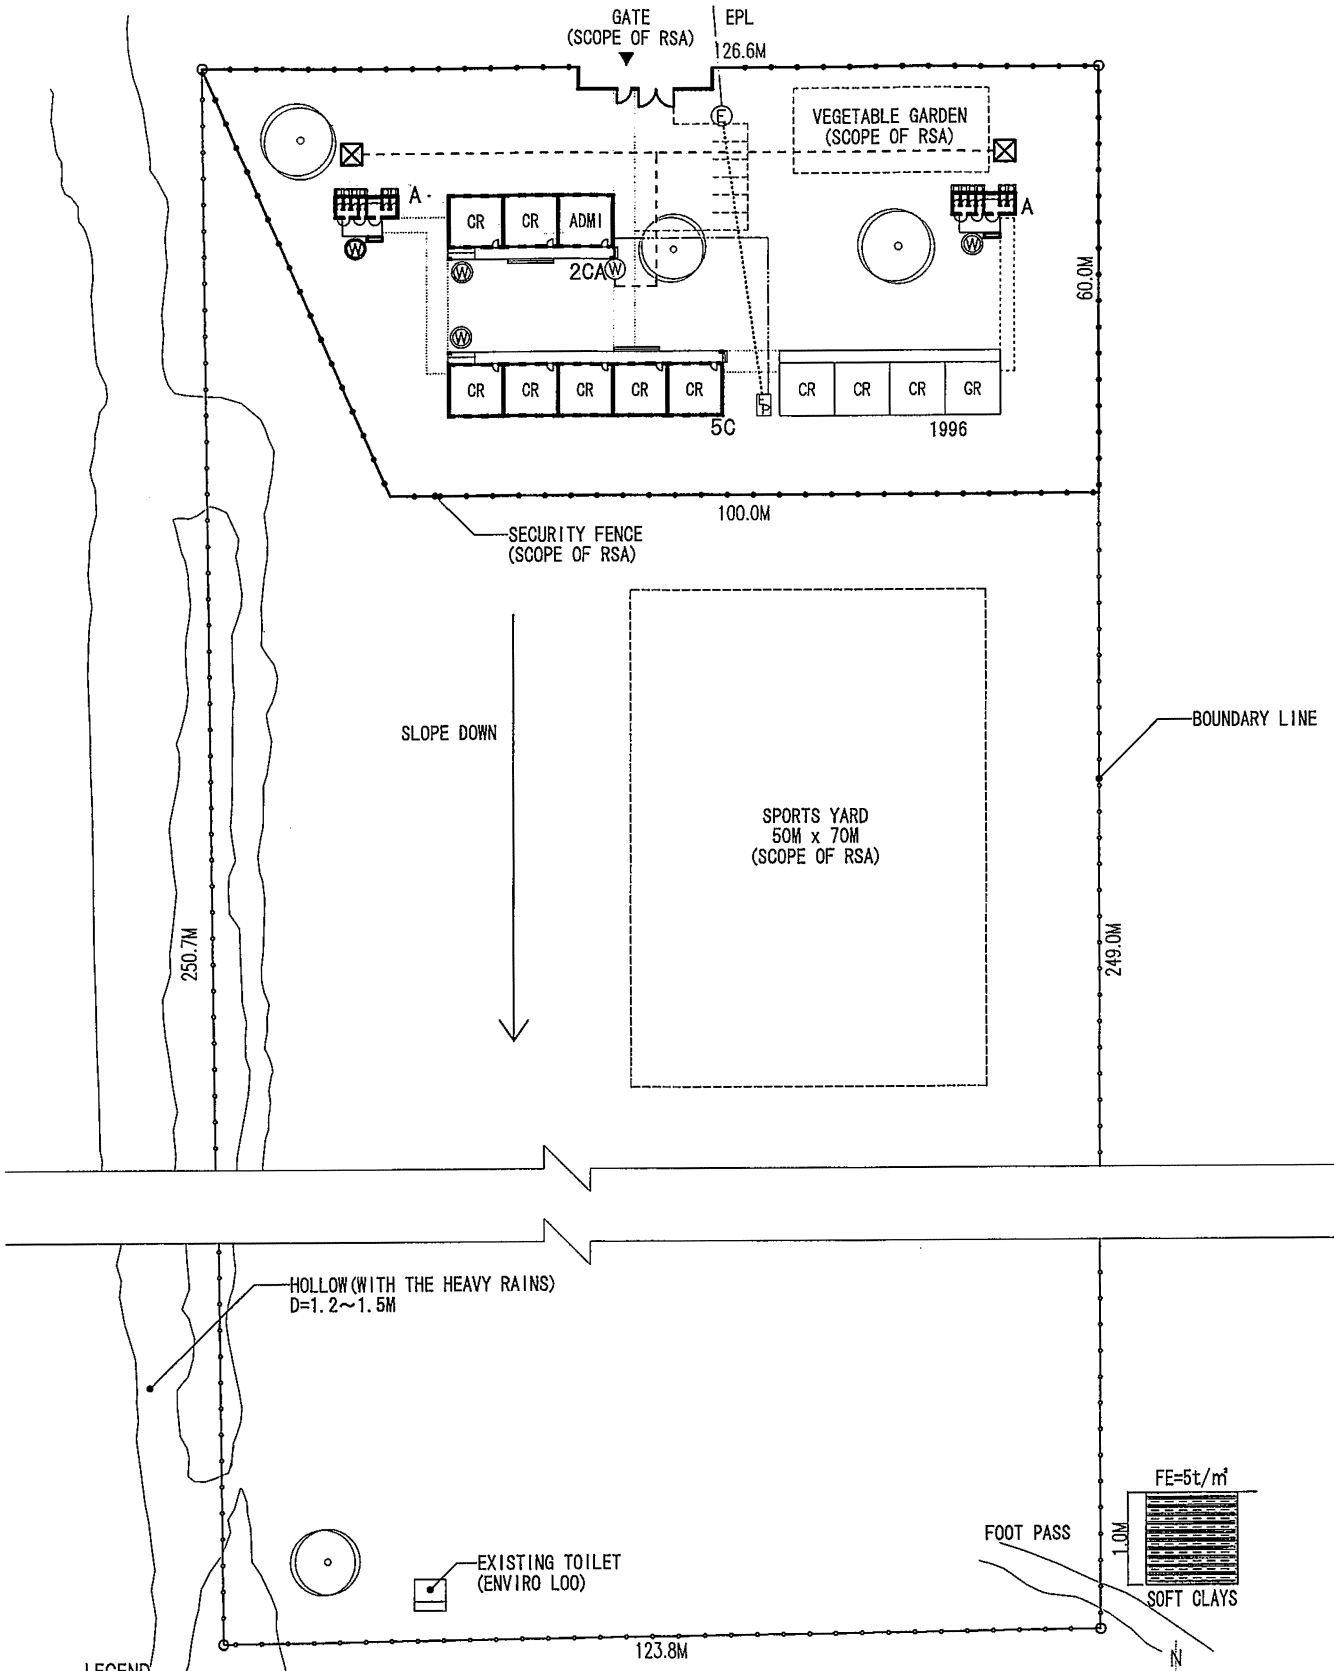 GATE
(SCOPE OF RSA)
EPL
126.6M
E
VEGETABLE GARDEN
(SCOPE OF RSA)
A
A
CR
CR
ADMI
W
W
W
2CA
W
W
60.0M
CR
CR
CR
CR
CR
EP
CR
CR
CR
GR
5C
1996
100.0M
SECURITY FENCE
(SCOPE OF RSA)
SLOPE DOWN
BOUNDARY LINE
SPORTS YARD
50M x 70M
(SCOPE OF RSA)
250.7M
249.0M
HOLLOW(WITH THE HEAVY RAINS)
D=1.2~1.5M
FE=5t/㎡
1.0M
FOOT PASS
EXISTING TOILET
(ENVIRO LOO)
SOFT CLAYS
123.8M
N
LEGEND